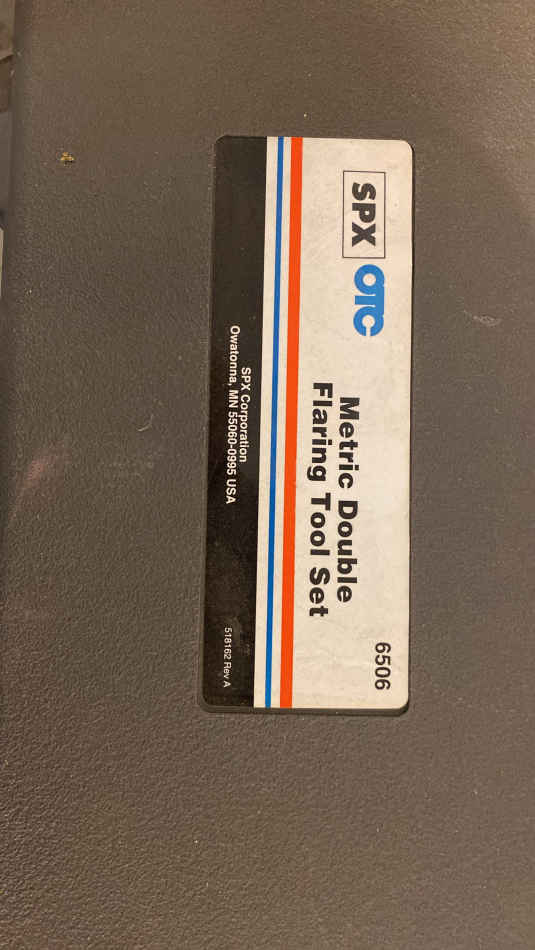 SPX OTC
6506
Metric Double
Flaring Tool Set
SPX Corporation
Owatonna, MN 55060-0995 USA
518162 Rev A